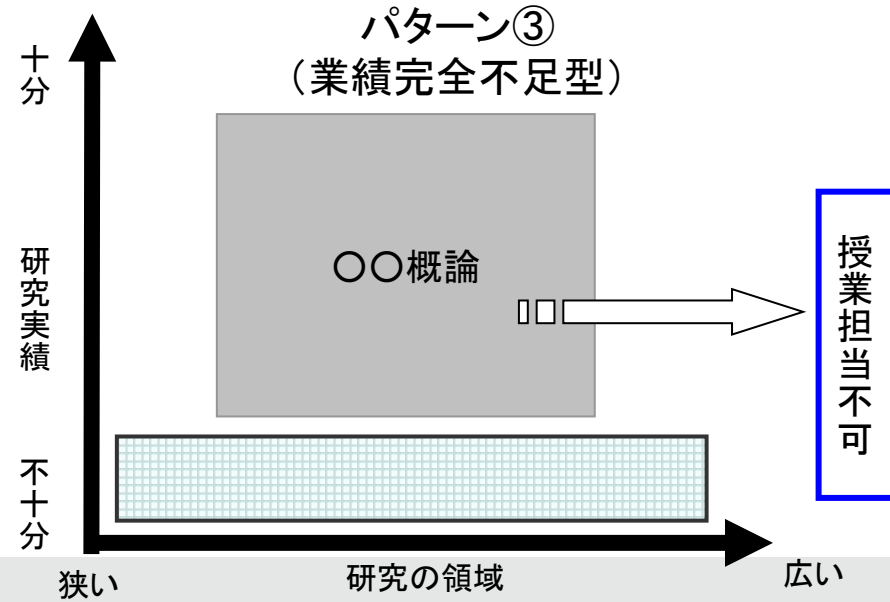 パターン③
（業績完全不足型）
十分
研究実績
不十分
〇〇概論
授業担当不可
狭い
研究の領域
広い